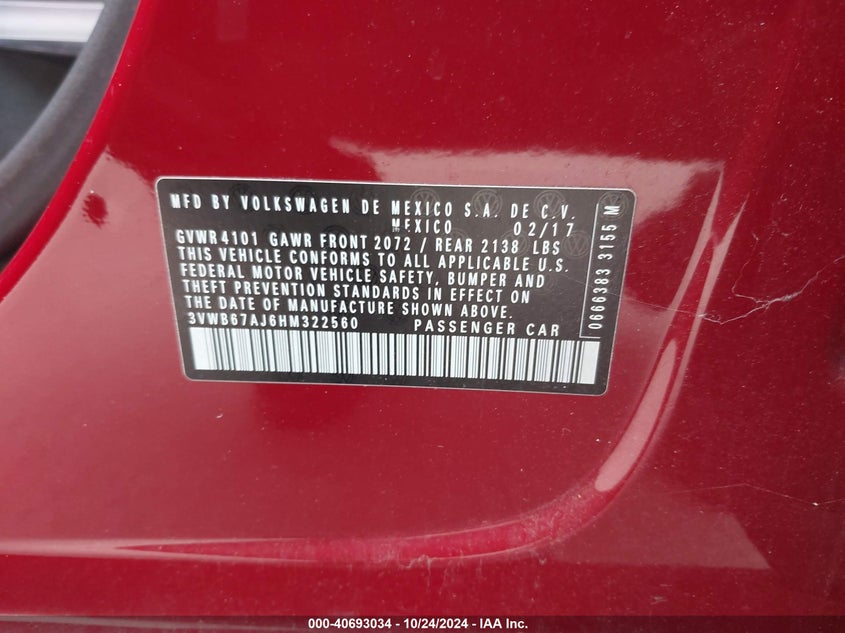 MFD BY VOLKSWAGEN DE MEXICO S.A. DE C.V.
MEXICO 02/17
GVWR 4101 GAWR FRONT 2072 / REAR 2138 LBS
THIS VEHICLE CONFORMS TO ALL APPLICABLE U.S.
FEDERAL MOTOR VEHICLE SAFETY, BUMPER AND
THEFT PREVENTION STANDARDS IN EFFECT ON
THE DATE OF MANUFACTURE SHOWN ABOVE.
3VWB67AJ6HM322560 PASSENGER CAR
0666383 3155 M
000-40693034 - 10/24/2024 - IAA Inc.